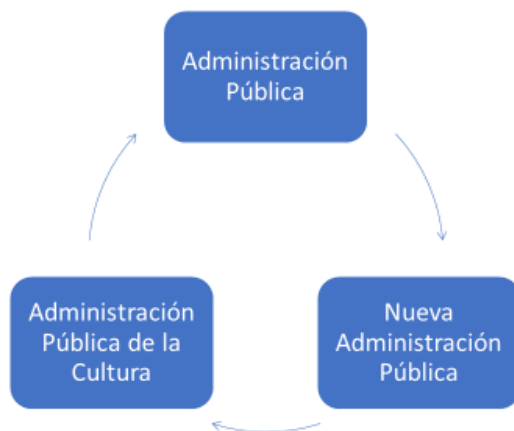 Administración
Pública
Nueva
Administración
Pública
Administración
Pública de la
Cultura